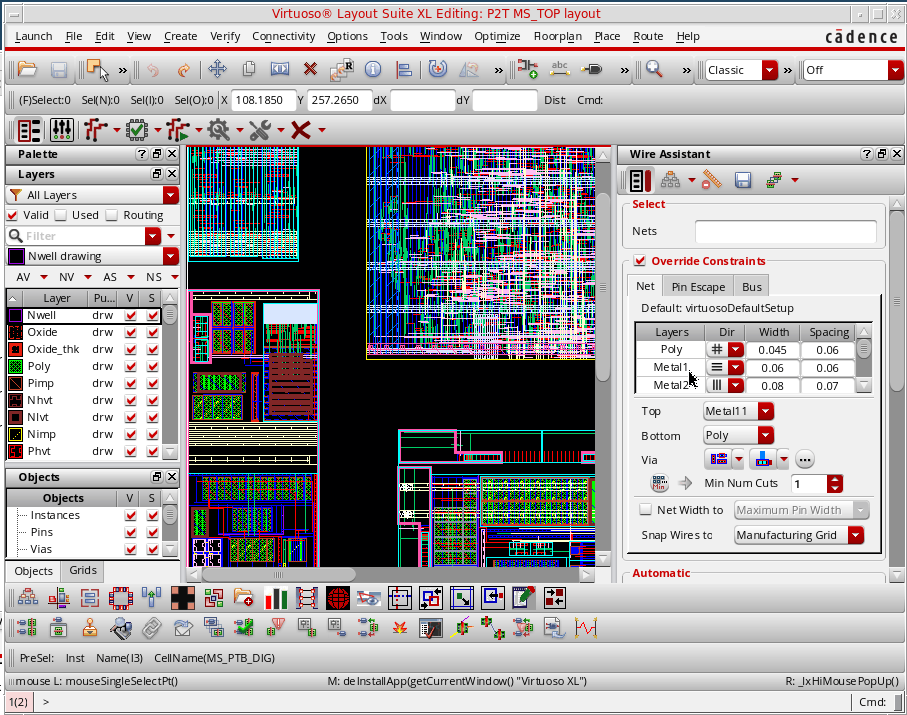 Virtuoso® Layout Suite XL Editing: P2T MS_TOP layout
Launch File Edit View Create Verify Connectivity Options Tools Window Optimize Floorplan Place Route Help cādence
abc Classic Off
(F)Select:0 Sel(N):0 Sel(I):0 Sel(O):0 X 108.1850 Y 257.2650 dX dY Dist: Cmd:
Palette
Layers
All Layers
Valid Used Routing
Filter
Nwell drawing
AV NV AS NS
Layer Pu... V S
Nwell drw
Oxide drw
Oxide_thk drw
Poly drw
Pimp drw
Nhvt drw
Nlvt drw
Nimp drw
Phvt drw
Objects
Objects V S
Instances
Pins
Vias
Objects Grids
Wire Assistant
Select
Nets
Override Constraints
Net Pin Escape Bus
Default: virtuosoDefaultSetup
Layers Dir Width Spacing
Poly 0.045 0.06
Metal1 0.06 0.06
Metal2 0.08 0.07
Top Metal11
Bottom Poly
Via
Min Num Cuts 1
Net Width to Maximum Pin Width
Snap Wires to Manufacturing Grid
Automatic
PreSel: Inst Name(I3) CellName(MS_PTB_DIG)
mouse L: mouseSingleSelectPt() M: deInstallApp(getCurrentWindow() "Virtuoso XL") R: _lxHiMousePopUp()
1(2) > Cmd: